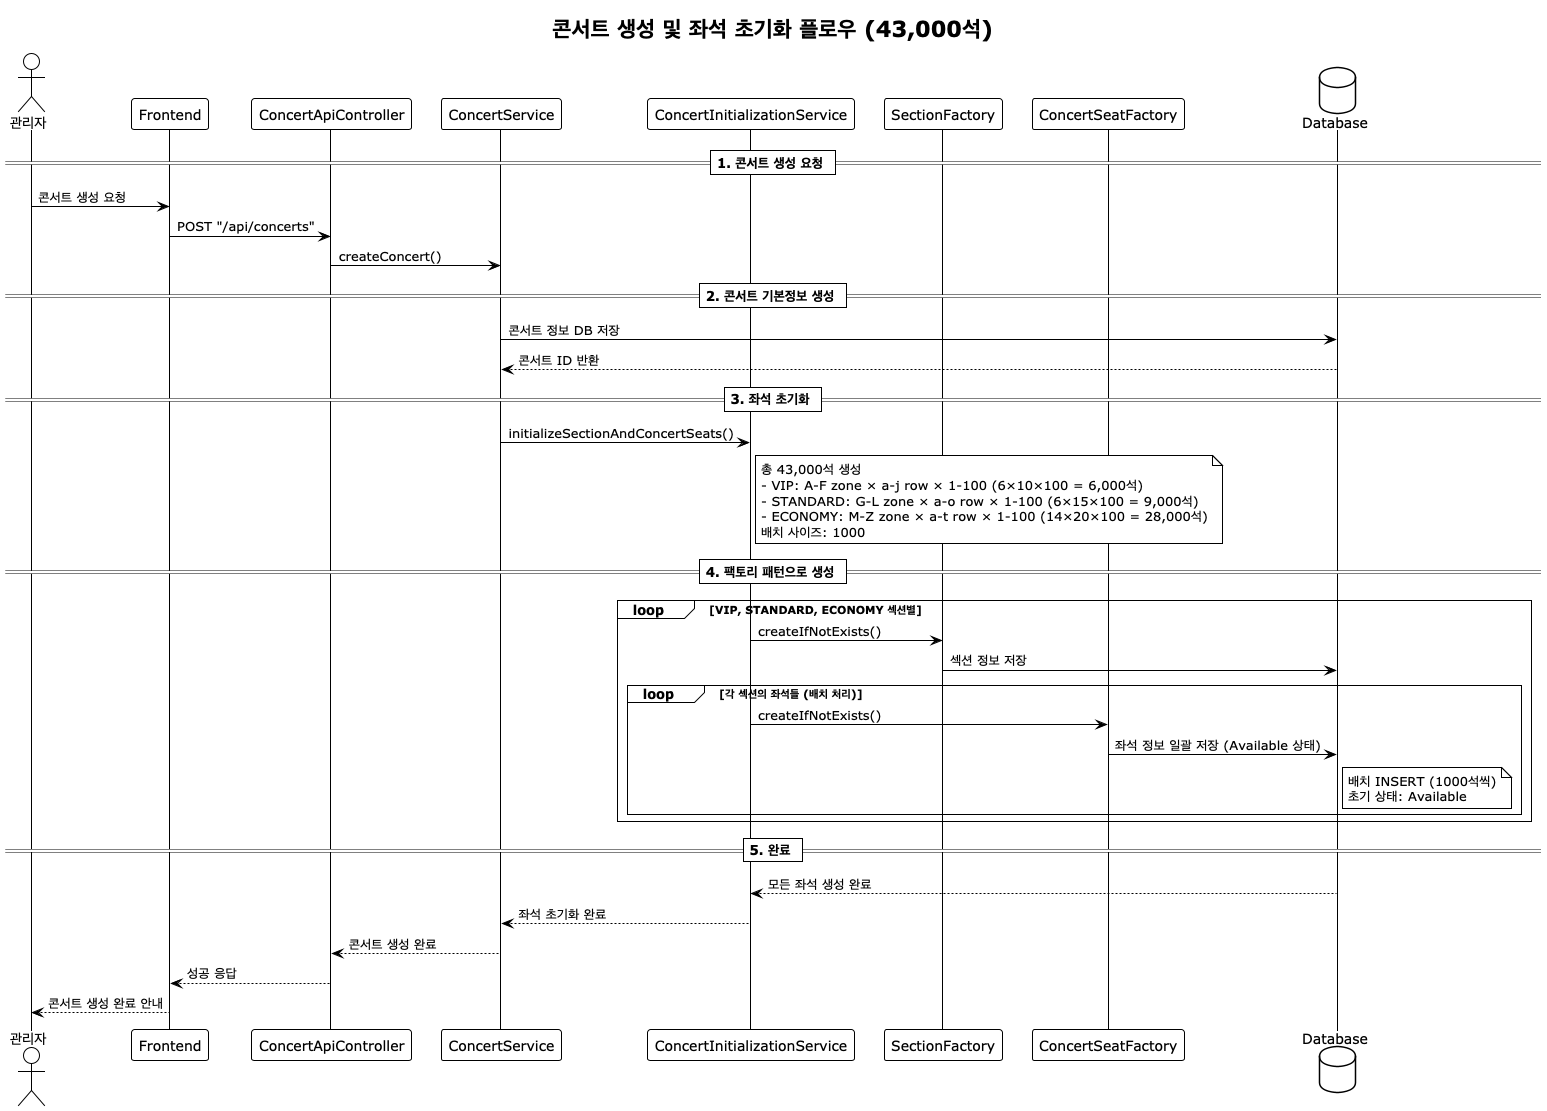 콘서트 생성 및 좌석 초기화 플로우 (43,000석)
관리자
Frontend
ConcertApiController
ConcertService
ConcertInitializationService
SectionFactory
ConcertSeatFactory
Database
1. 콘서트 생성 요청
콘서트 생성 요청
POST "/api/concerts"
createConcert()
2. 콘서트 기본정보 생성
콘서트 정보 DB 저장
콘서트 ID 반환
3. 좌석 초기화
initializeSectionAndConcertSeats()
총 43,000석 생성
- VIP: A-F zone × a-j row × 1-100 (6×10×100 = 6,000석)
- STANDARD: G-L zone × a-o row × 1-100 (6×15×100 = 9,000석)
- ECONOMY: M-Z zone × a-t row × 1-100 (14×20×100 = 28,000석)
배치 사이즈: 1000
4. 팩토리 패턴으로 생성
loop [VIP, STANDARD, ECONOMY 섹션별]
createIfNotExists()
섹션 정보 저장
loop [각 섹션의 좌석들 (배치 처리)]
createIfNotExists()
좌석 정보 일괄 저장 (Available 상태)
배치 INSERT (1000석씩)
초기 상태: Available
5. 완료
모든 좌석 생성 완료
좌석 초기화 완료
콘서트 생성 완료
성공 응답
콘서트 생성 완료 안내
관리자
Frontend
ConcertApiController
ConcertService
ConcertInitializationService
SectionFactory
ConcertSeatFactory
Database